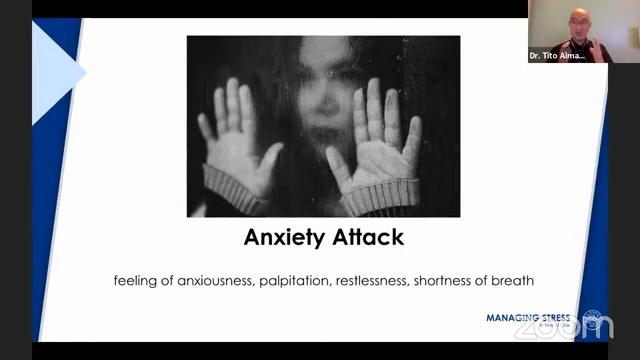 Dr. Tito Alma...
Anxiety Attack
feeling of anxiousness, palpitation, restlessness, shortness of breath
MANAGING STRESS
zoom